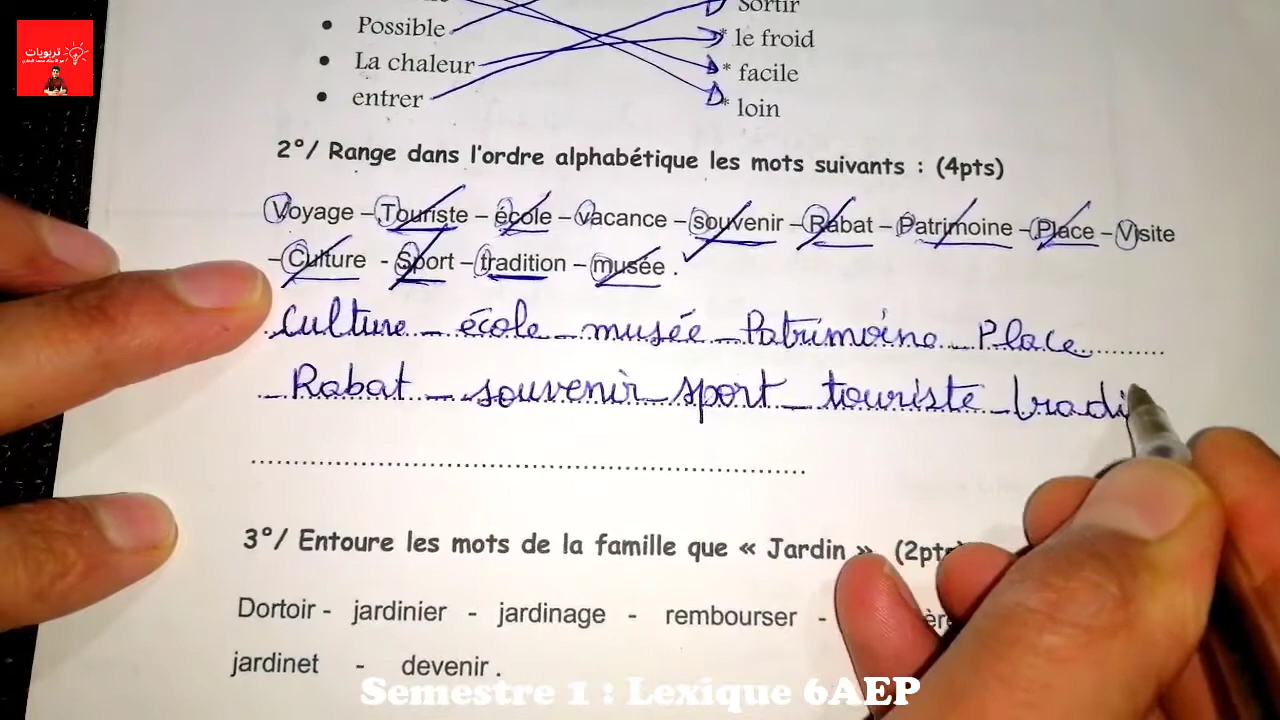 Possible
La chaleur
entrer
Sortir
* le froid
* facile
* loin
تربويات
2°/ Range dans l'ordre alphabétique les mots suivants : (4pts)
Voyage – Touriste – école – vacance – souvenir – Rabat – Patrimoine – Place – Visite
– Culture - Sport – tradition – musée .
Culture – école – musée – Patrimoine – Place
– Rabat – souvenir – sport – touriste – tradi
3°/ Entoure les mots de la famille que « Jardin » (2pts
Dortoir - jardinier - jardinage - rembourser -
jardinet - devenir .
Semestre 1 : Lexique 6AEP